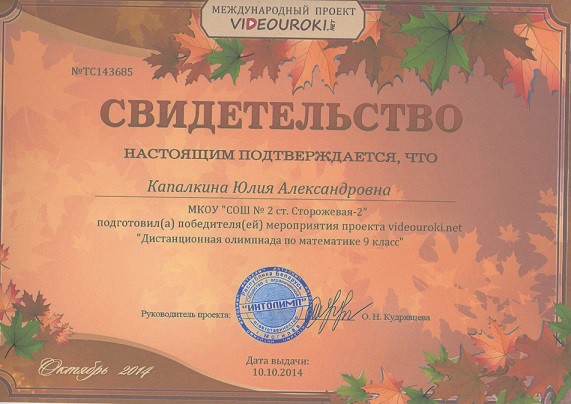 МЕЖДУНАРОДНЫЙ ПРОЕКТ
VIDEOUROKI.NET
№ТС143685
СВИДЕТЕЛЬСТВО
НАСТОЯЩИМ ПОДТВЕРЖДАЕТСЯ, ЧТО
Капалкина Юлия Александровна
МКОУ "СОШ № 2 ст. Сторожевая-2"
подготовил(а) победителя(ей) мероприятия проекта videouroki.net
"Дистанционная олимпиада по математике 9 класс"
Республика Беларусь
"ИНТОЛИМП"
Руководитель проекта:
О. Н. Кудрявцева
Октябрь 2014
Дата выдачи:
10.10.2014